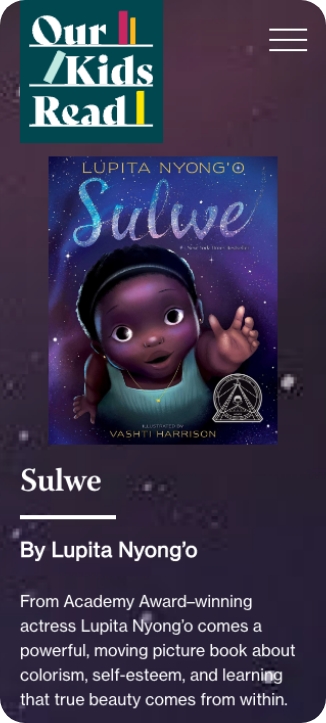 Our
Kids
Read
LUPITA NYONG'O
Sulwe
#1 New York Times Bestseller
ILLUSTRATED BY
VASHTI HARRISON
Sulwe
By Lupita Nyong’o
From Academy Award–winning
actress Lupita Nyong’o comes a
powerful, moving picture book about
colorism, self-esteem, and learning
that true beauty comes from within.